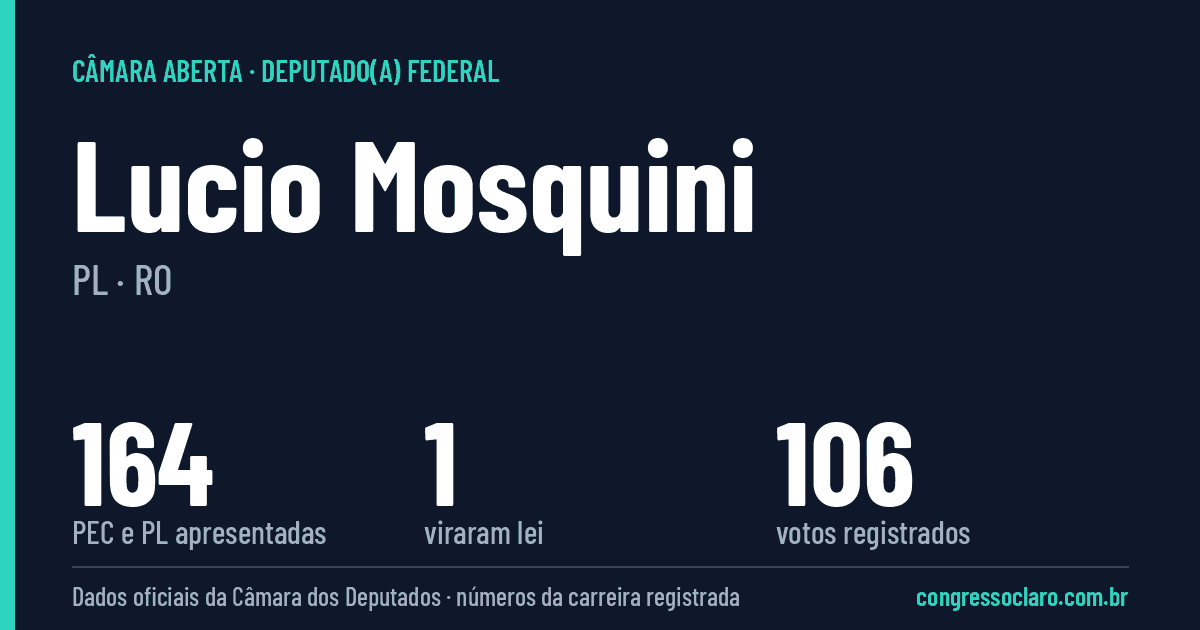 CÂMARA ABERTA · DEPUTADO(A) FEDERAL
Lucio Mosquini
PL · RO
164 1 106
PEC e PL apresentadas viraram lei votos registrados
Dados oficiais da Câmara dos Deputados · números da carreira registrada congressoclaro.com.br